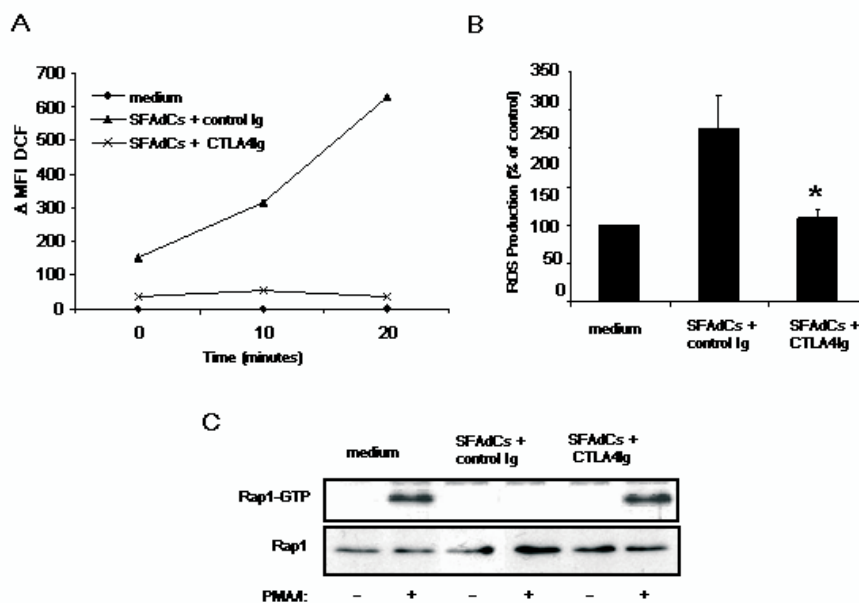 A
700
600
500
400
300
200
100
0
Δ MFI DCF
medium
SFAdCs + control Ig
SFAdCs + CTLA4Ig
0 10 20
Time (minutes)
B
350
300
250
200
150
100
50
0
ROS Production (% of control)
*
medium
SFAdCs +
control Ig
SFAdCs +
CTLA4Ig
C
medium
SFAdCs +
control Ig
SFAdCs +
CTLA4Ig
Rap1-GTP
Rap1
PMA/I: – + – + – +